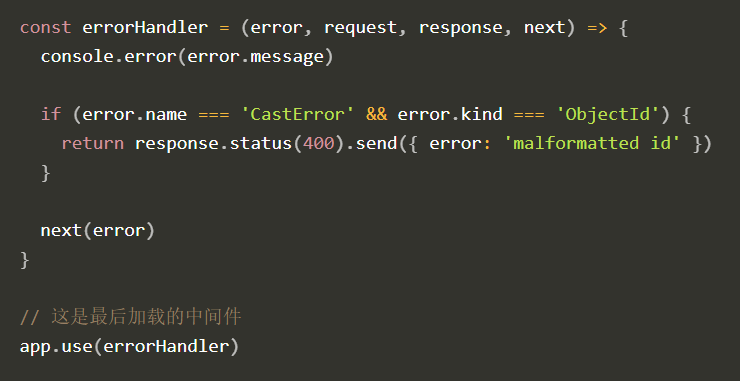 const errorHandler = (error, request, response, next) => {
  console.error(error.message)

  if (error.name === 'CastError' && error.kind === 'ObjectId') {
    return response.status(400).send({ error: 'malformatted id' })
  }

  next(error)
}

// 这是最后加载的中间件
app.use(errorHandler)